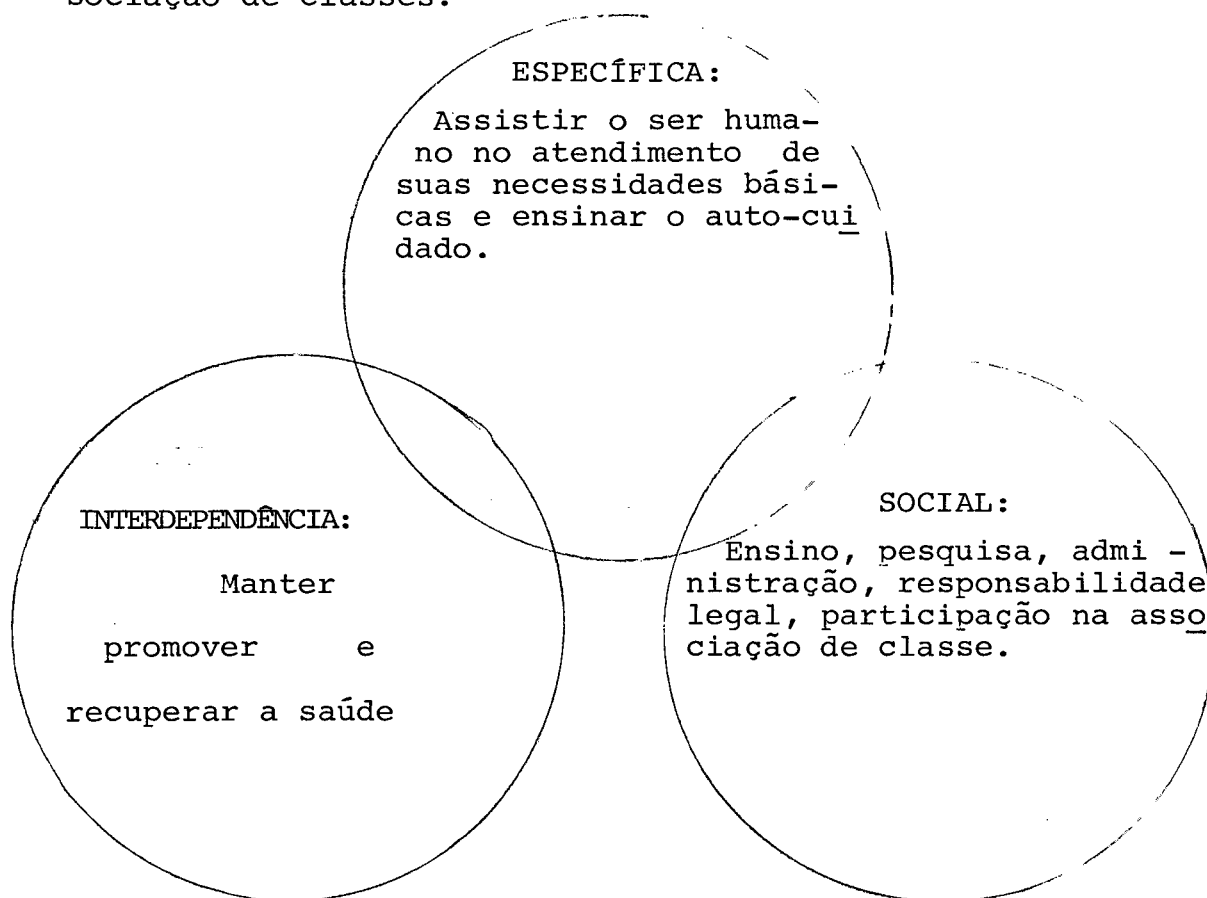 sociação de classes.
ESPECÍFICA:
Assistir o ser huma-
no no atendimento de
suas necessidades bási-
cas e ensinar o auto-cui
dado.
INTERDEPENDÊNCIA:
Manter
promover e
recuperar a saúde
SOCIAL:
Ensino, pesquisa, admi -
nistração, responsabilidade
legal, participação na asso
ciação de classe.